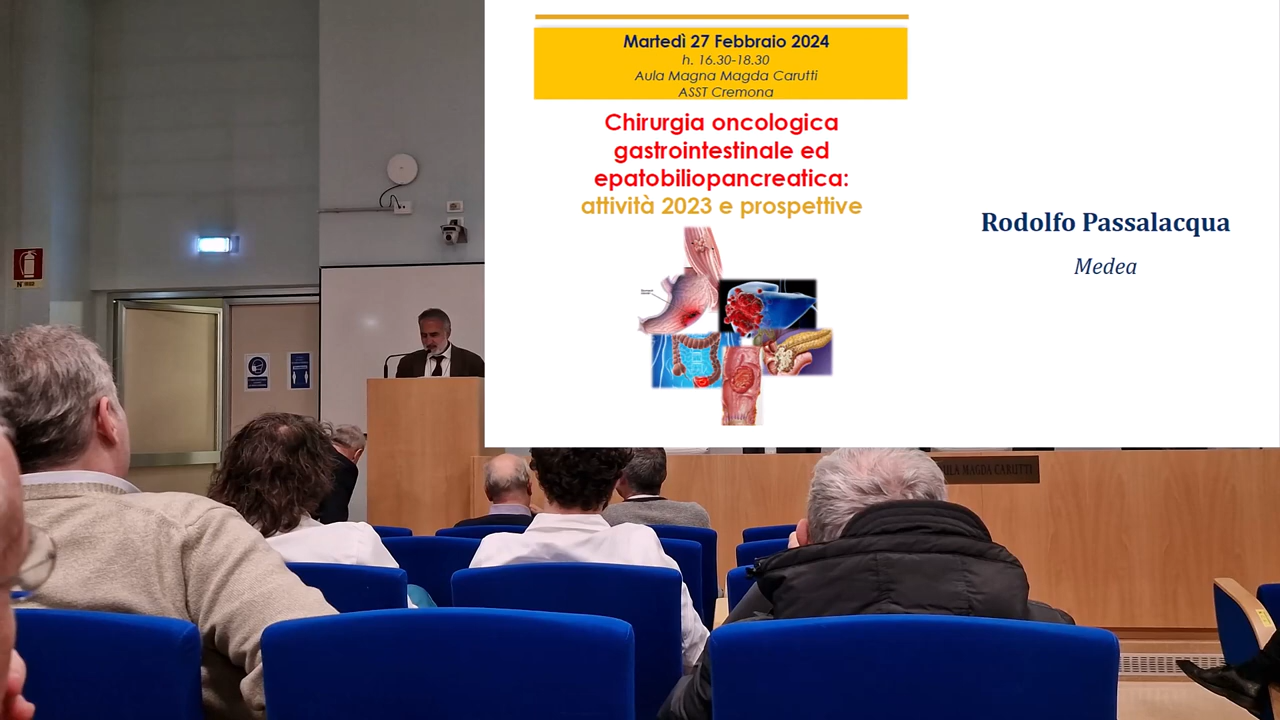 Martedì 27 Febbraio 2024
h. 16.30-18.30
Aula Magna Magda Carutti
ASST Cremona
Chirurgia oncologica
gastrointestinale ed
epatobiliopancreatica:
attività 2023 e prospettive
Rodolfo Passalacqua
Medea
AULA MAGDA CARUTTI